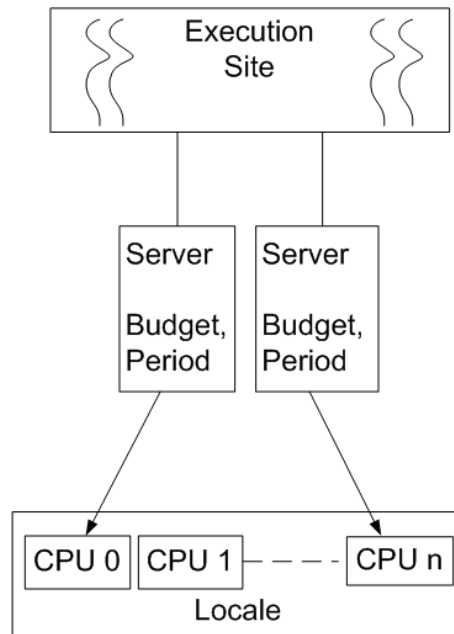 Execution
Site
Server
Budget,
Period
Server
Budget,
Period
CPU 0
CPU 1
CPU n
Locale